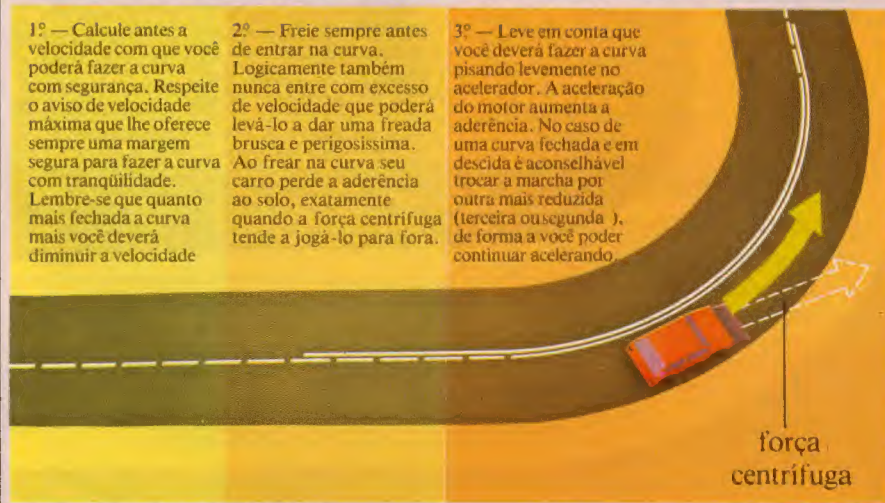 1º — Calcule antes a
velocidade com que você
poderá fazer a curva
com segurança. Respeite
o aviso de velocidade
máxima que lhe oferece
sempre uma margem
segura para fazer a curva
com tranqüilidade.
Lembre-se que quanto
mais fechada a curva
mais você deverá
diminuir a velocidade
2º — Freie sempre antes
de entrar na curva.
Logicamente também
nunca entre com excesso
de velocidade que poderá
levá-lo a dar uma freada
brusca e perigosíssima.
Ao frear na curva seu
carro perde a aderência
ao solo, exatamente
quando a força centrífuga
tende a jogá-lo para fora.
3º — Leve em conta que
você deverá fazer a curva
pisando levemente no
acelerador. A aceleração
do motor aumenta a
aderência. No caso de
uma curva fechada e em
descida é aconselhável
trocar a marcha por
outra mais reduzida
(terceira ou segunda ),
de forma a você poder
continuar acelerando.
força
centrífuga